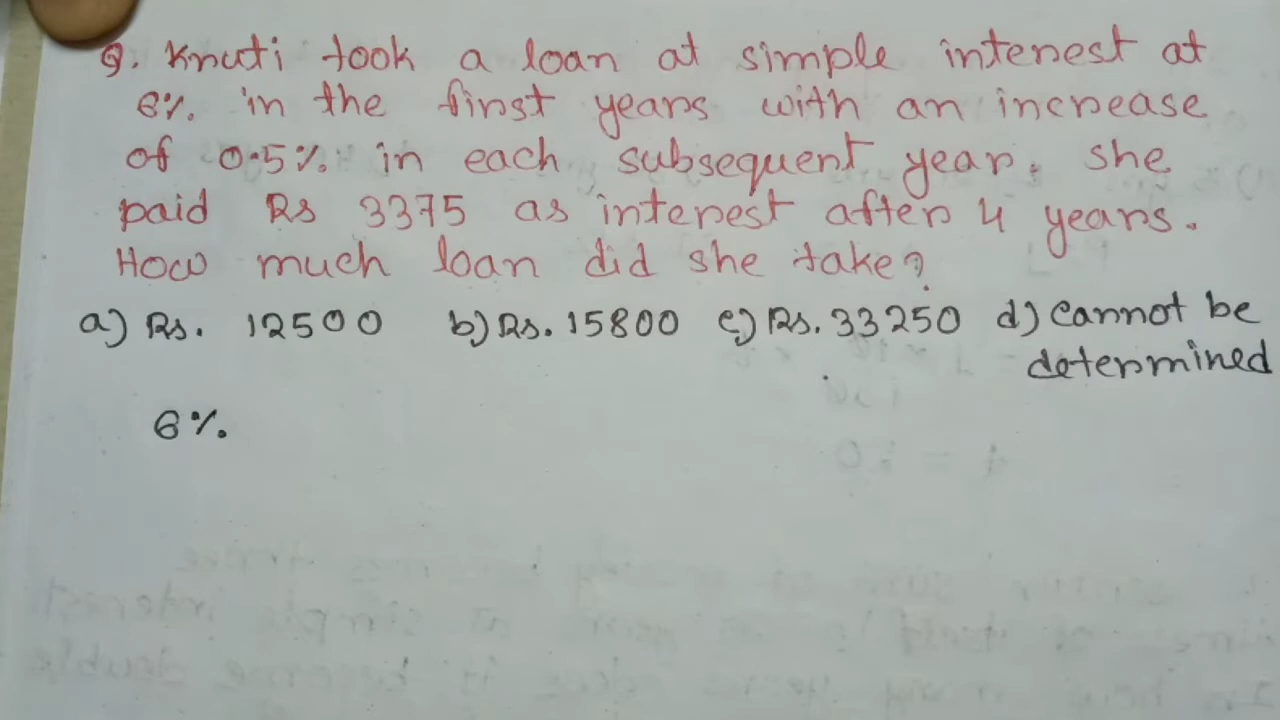 Q. Kruti took a loan at simple interest at
6% in the first years with an increase
of 0.5% in each subsequent year. She
paid Rs 3375 as interest after 4 years.
How much loan did she take?
a) Rs. 12500 b) Rs. 15800 c) Rs. 33250 d) Cannot be
determined
6%